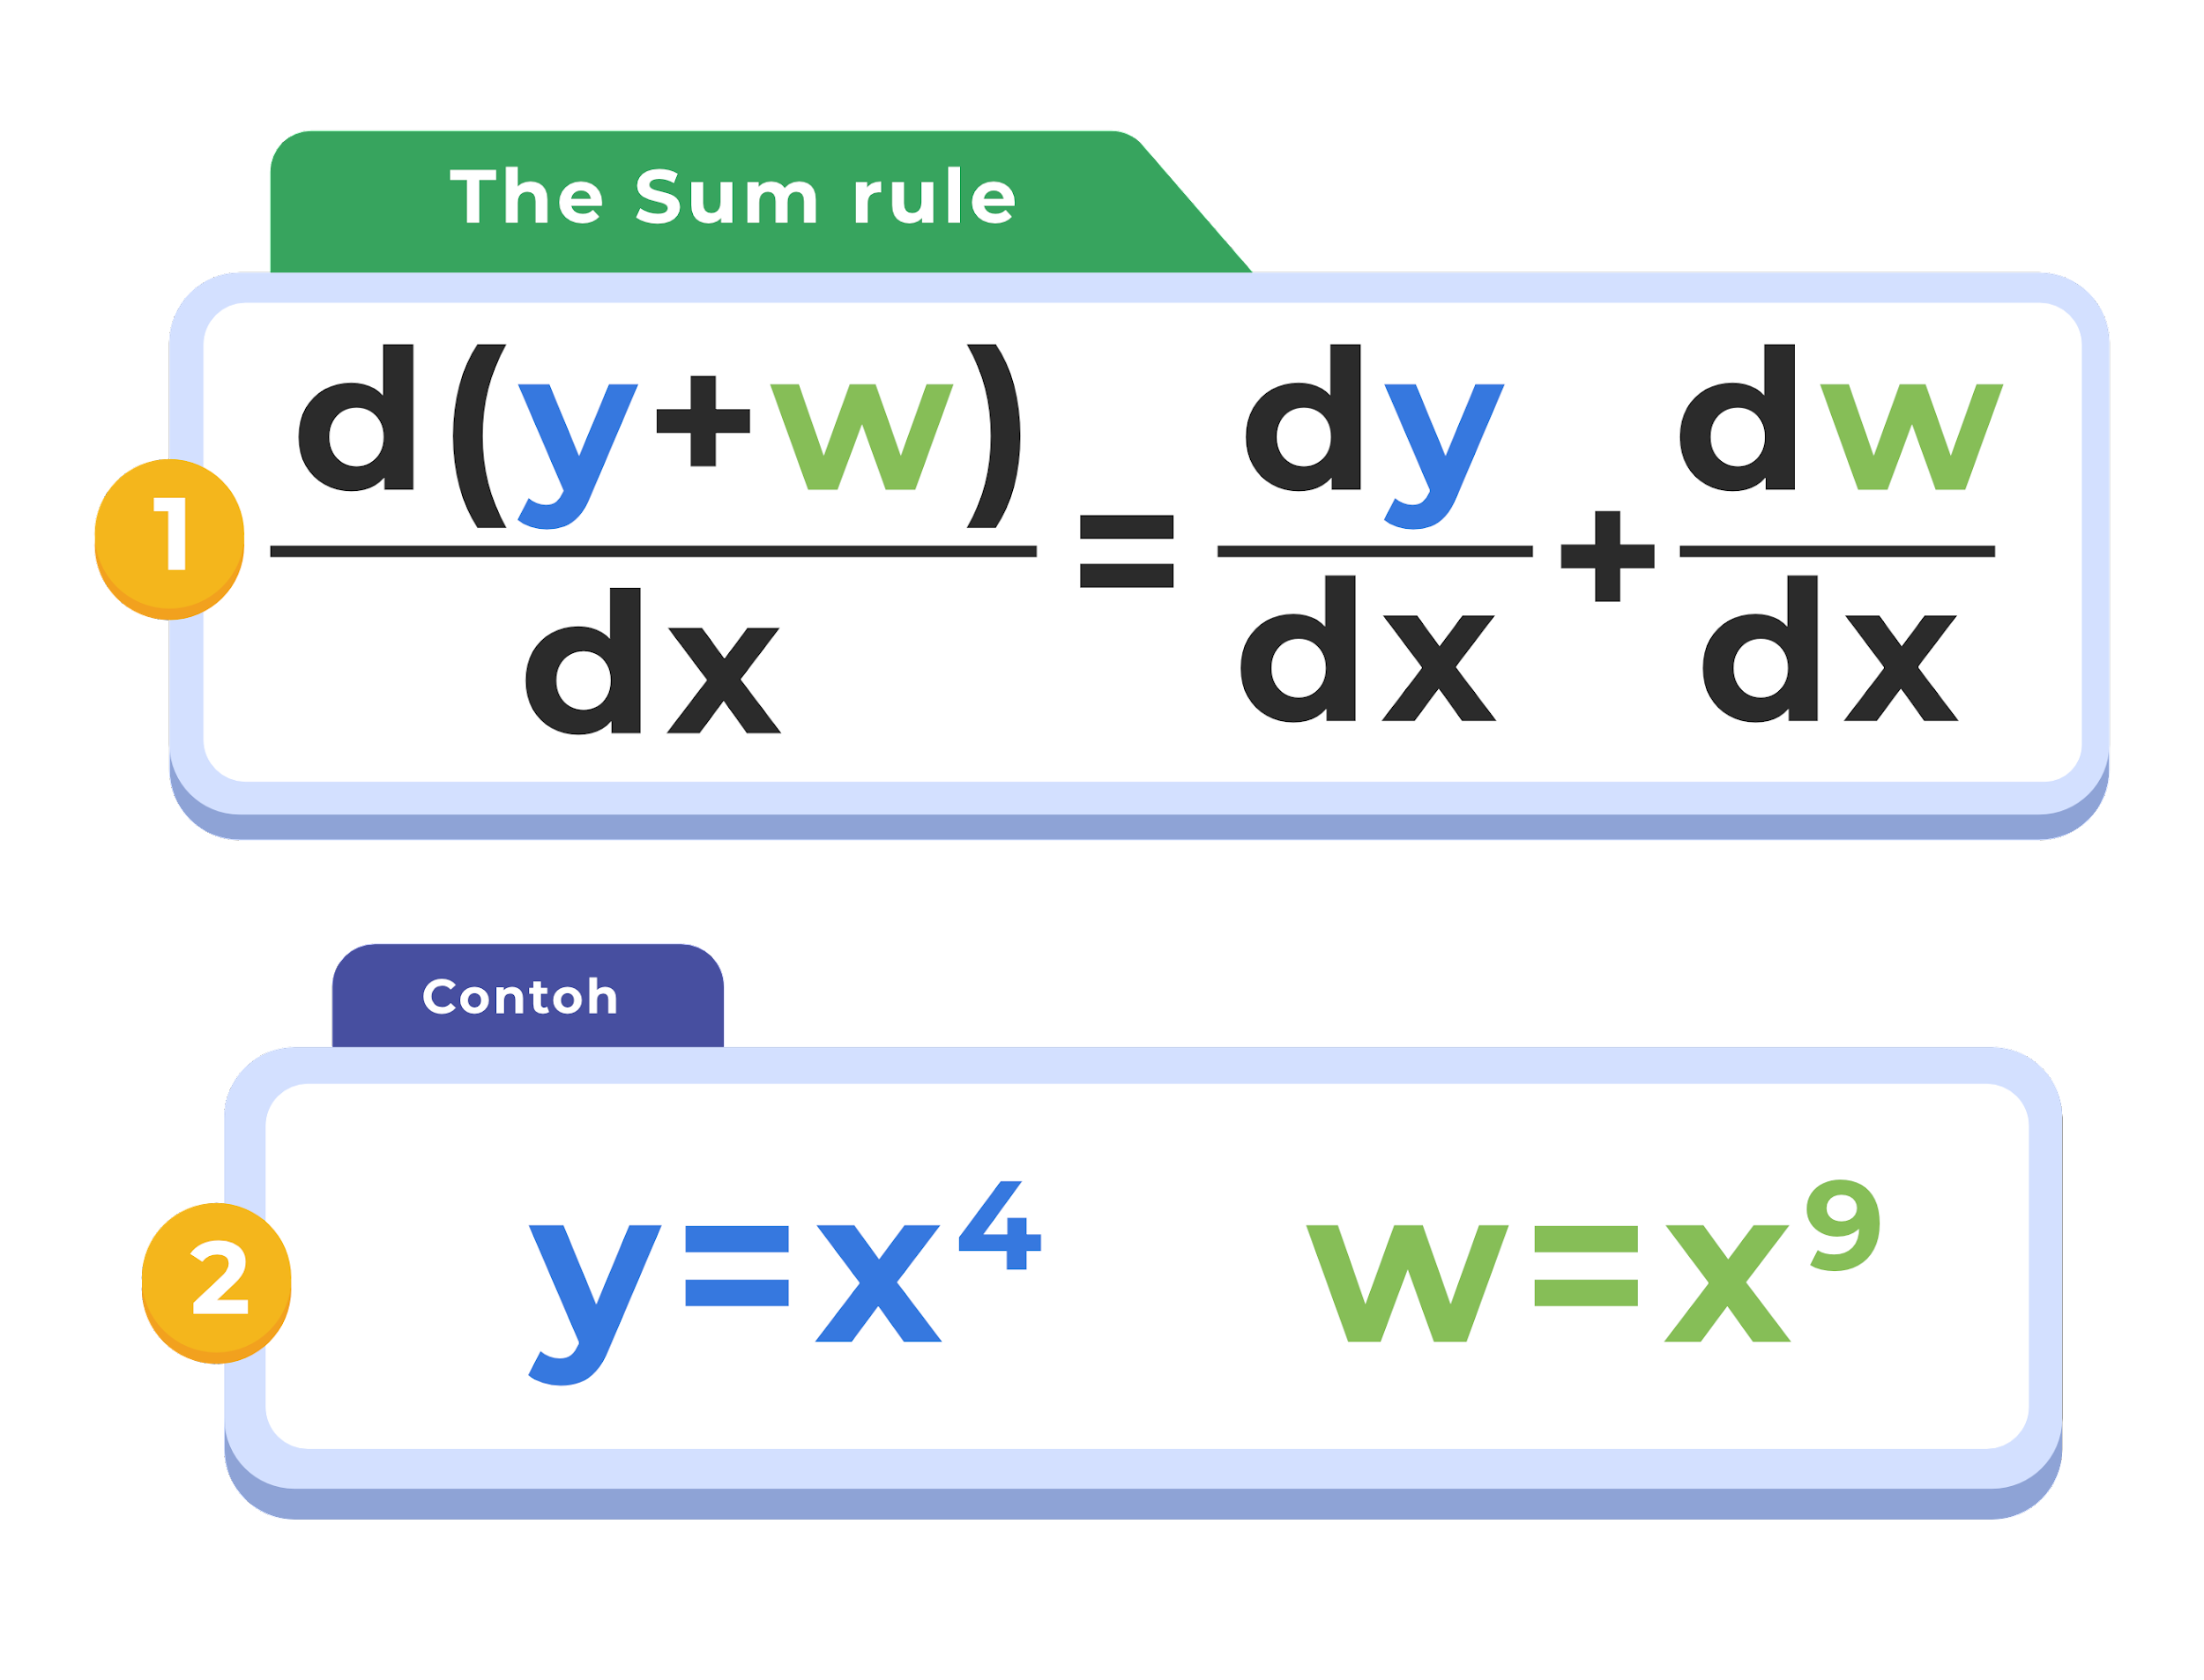 The Sum rule
1
d(y+w)/dx = dy/dx + dw/dx
Contoh
2
y=x⁴ w=x⁹